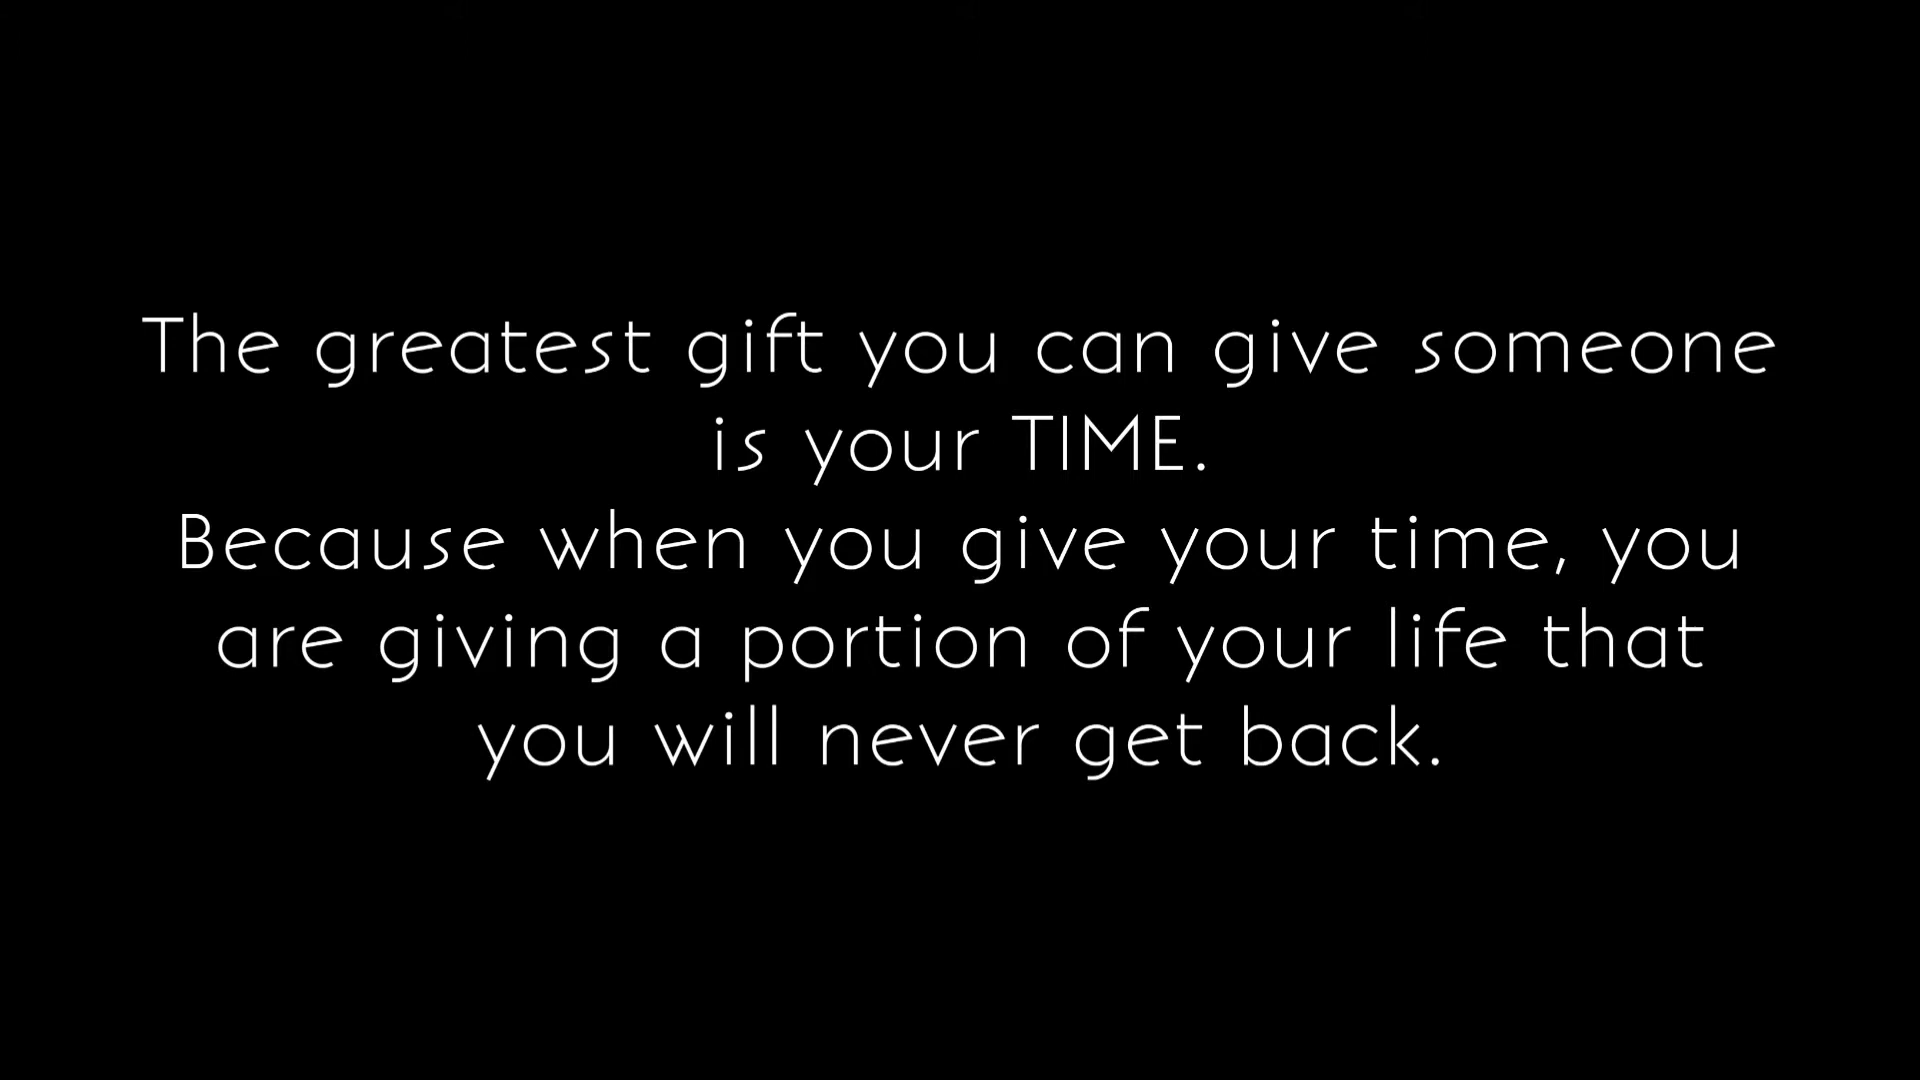 The greatest gift you can give someone
is your TIME.
Because when you give your time, you
are giving a portion of your life that
you will never get back.